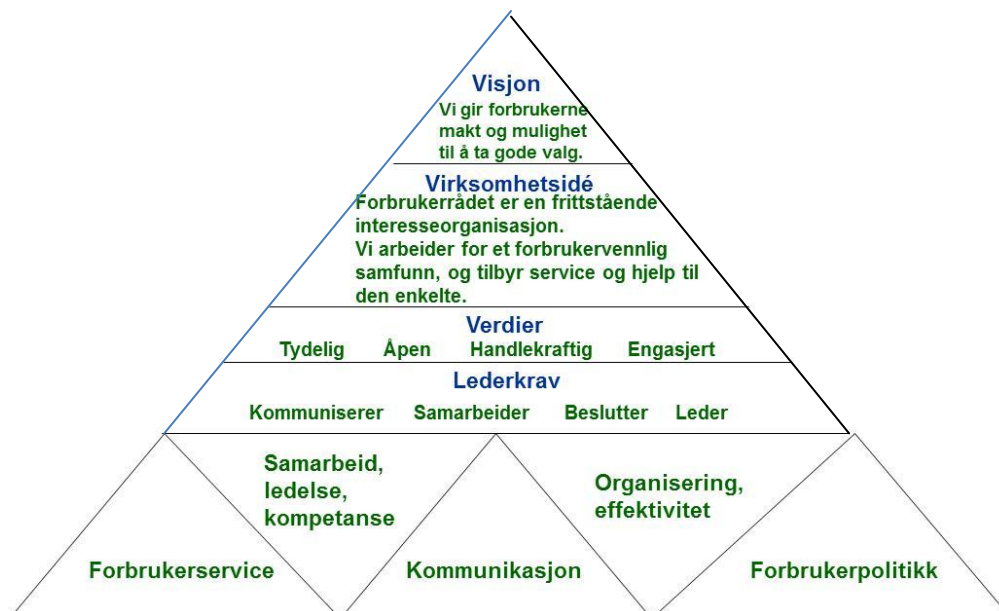 Visjon
Vi gir forbrukerne
makt og mulighet
til å ta gode valg.
Virksomhetsidé
Forbrukerrådet er en frittstående
interesseorganisasjon.
Vi arbeider for et forbrukervennlig
samfunn, og tilbyr service og hjelp til
den enkelte.
Verdier
Tydelig Åpen Handlekraftig Engasjert
Lederkrav
Kommuniserer Samarbeider Beslutter Leder
Samarbeid,
ledelse,
kompetanse
Organisering,
effektivitet
Forbrukerservice Kommunikasjon Forbrukerpolitikk